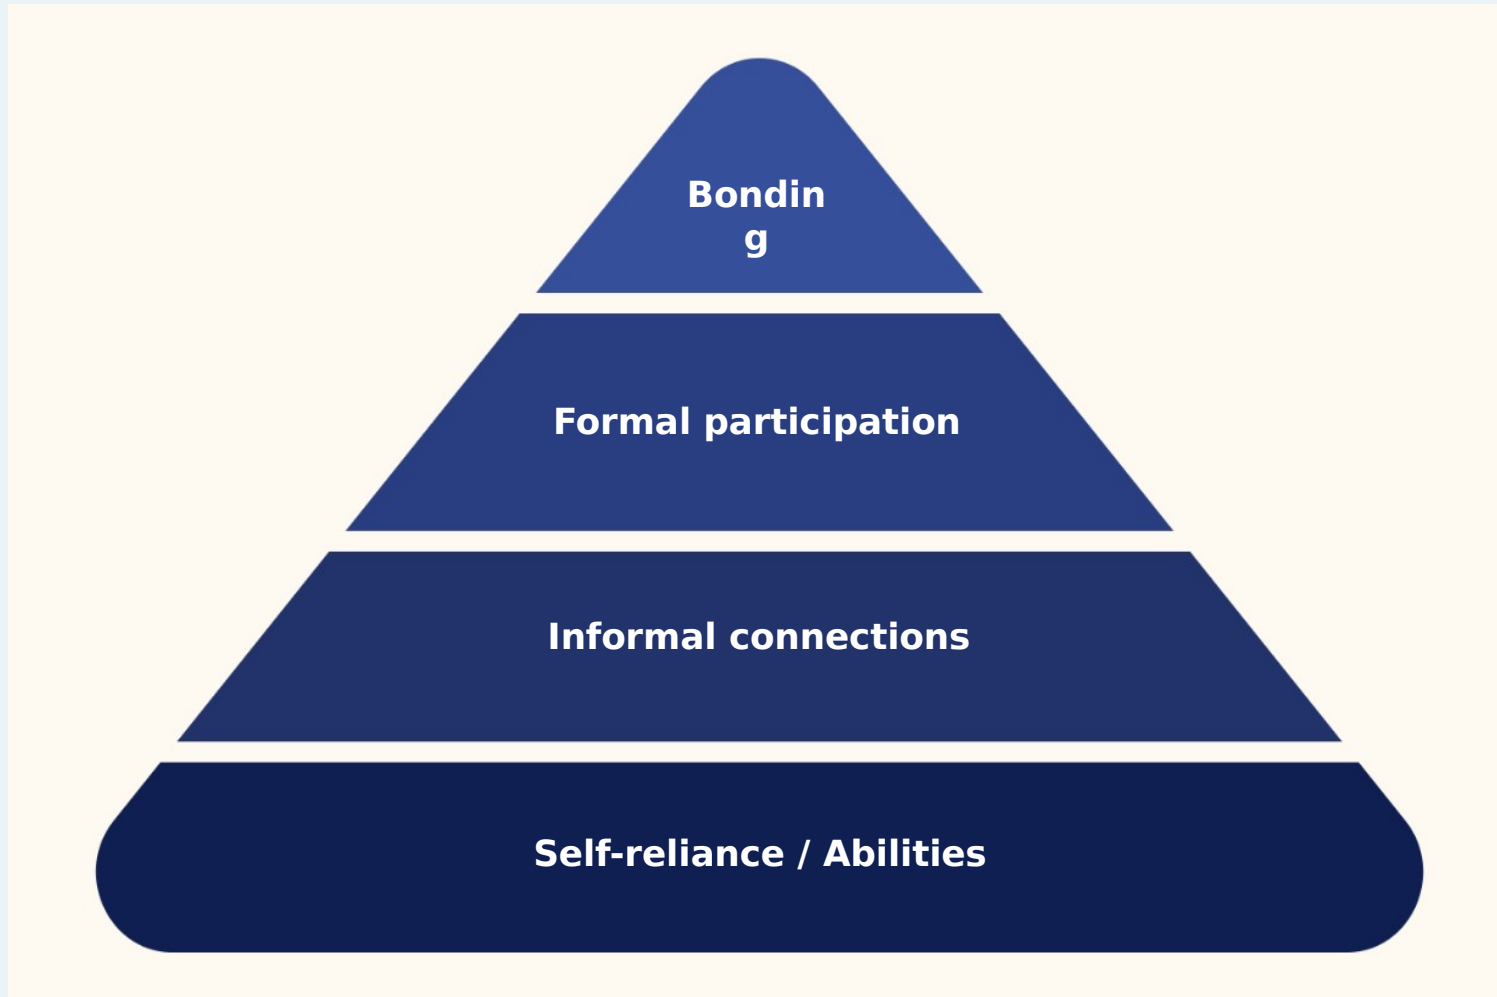 Bondin
g
Formal participation
Informal connections
Self-reliance / Abilities